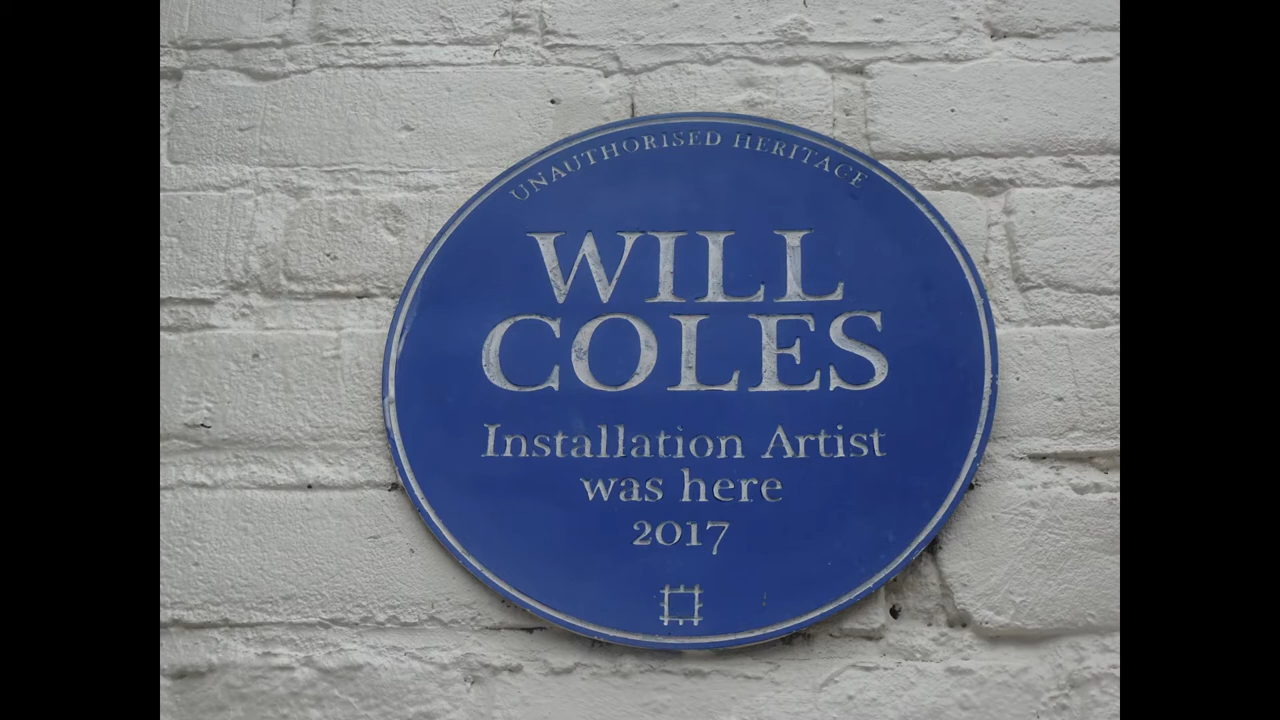 UNAUTHORISED HERITAGE
WILL
COLES
Installation Artist
was here
2017